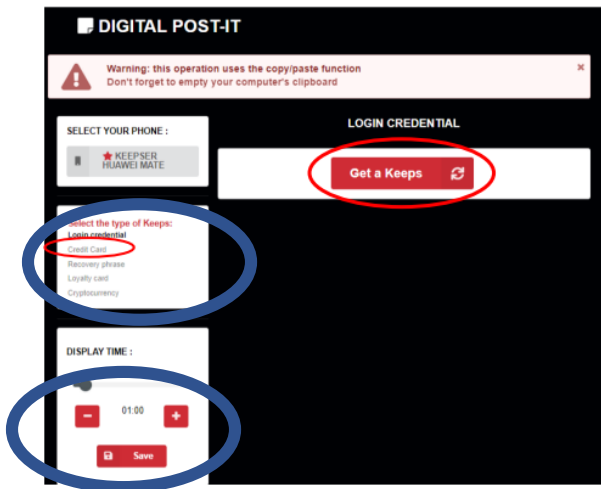 DIGITAL POST-IT
Warning: this operation uses the copy/paste function
Don't forget to empty your computer's clipboard
×
SELECT YOUR PHONE :
KEEPSER
HUAWEI MATE
LOGIN CREDENTIAL
Get a Keeps
Select the type of Keeps:
Login credential
Credit Card
Recovery phrase
Loyalty card
Cryptocurrency
DISPLAY TIME :
01:00
Save